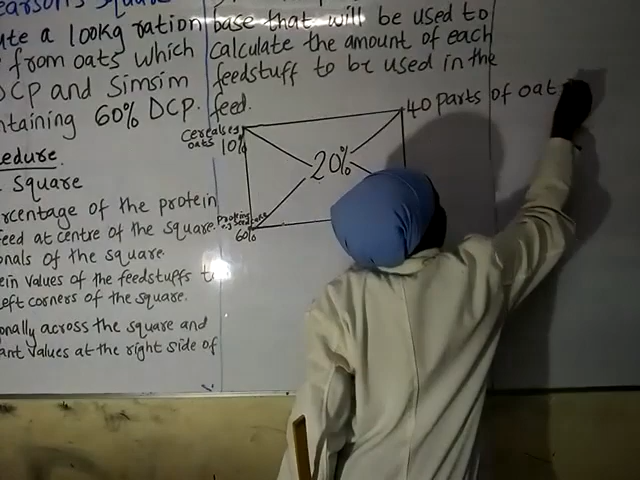 earson's Square
ute a 100kg ration
from oats which
DCP and Simsim
ntaining 60% DCP.
edure.
Square
rcentage of the protein
feed at centre of the square.
onals of the square.
ein values of the feedstuffs t
left corners of the square.
onally across the square and
ant values at the right side of
base that will be used to
Calculate the amount of each
feedstuff to be used in the
feed.
Cereals eg
oats 10%
20%
40 parts of oat
60%